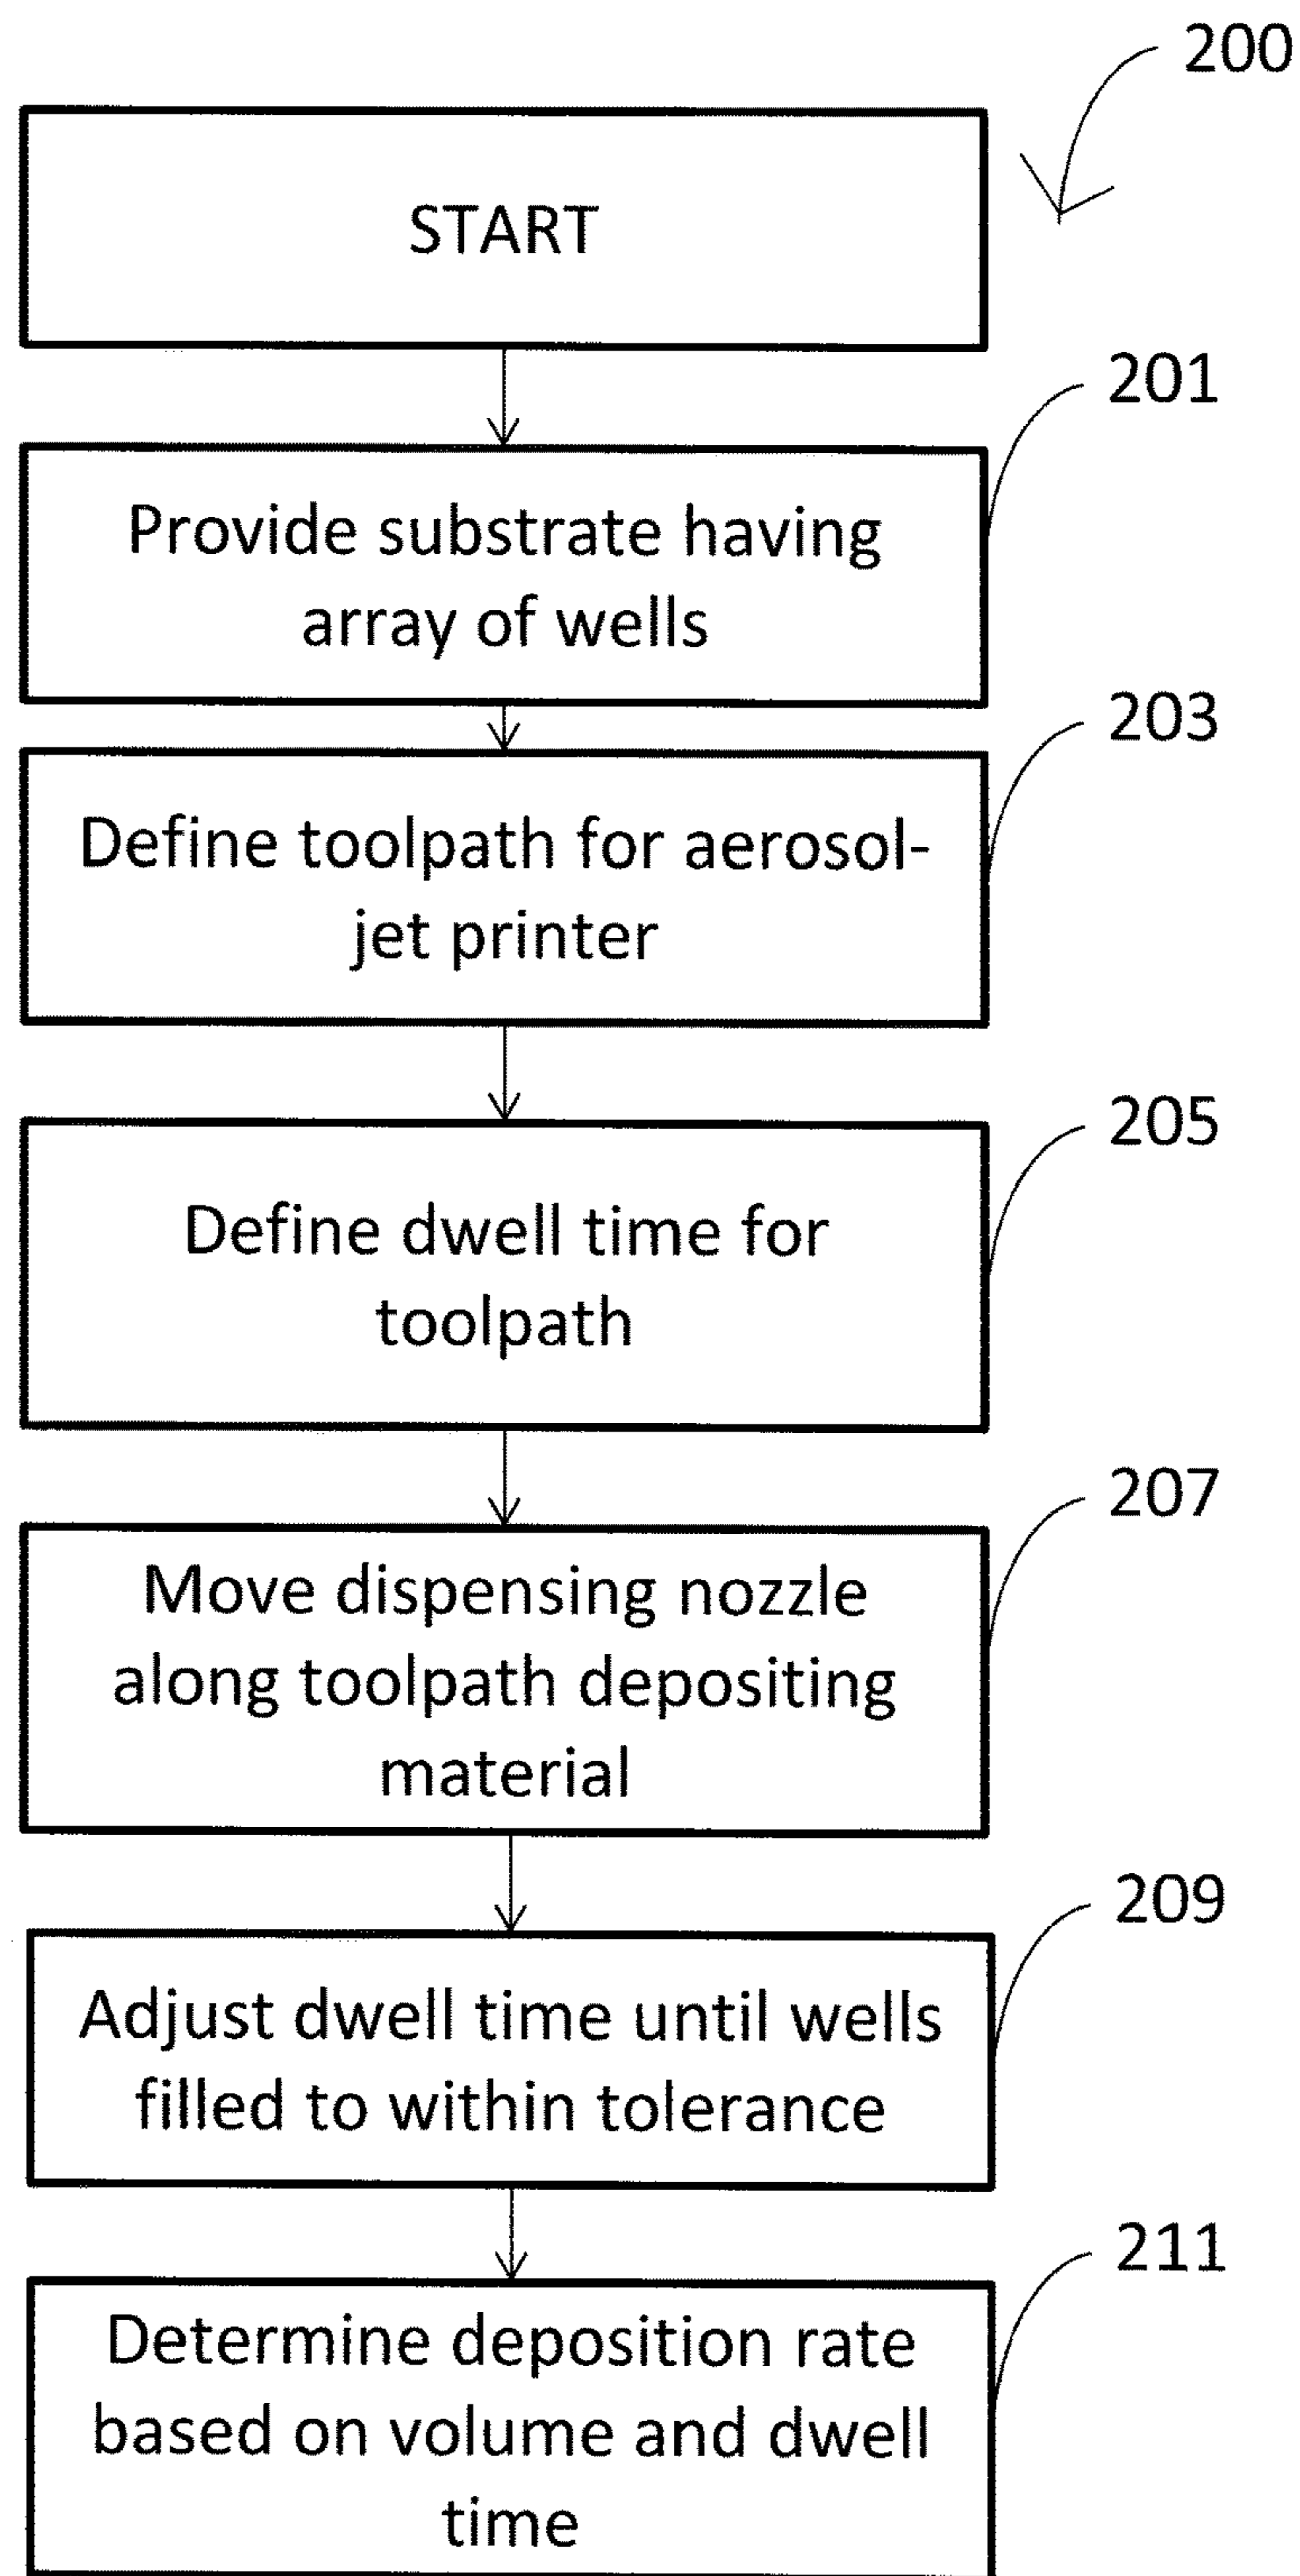 200
START
201
Provide substrate having
array of wells
203
Define toolpath for aerosol-
jet printer
205
Define dwell time for
toolpath
207
Move dispensing nozzle
along toolpath depositing
material
209
Adjust dwell time until wells
filled to within tolerance
211
Determine deposition rate
based on volume and dwell
time